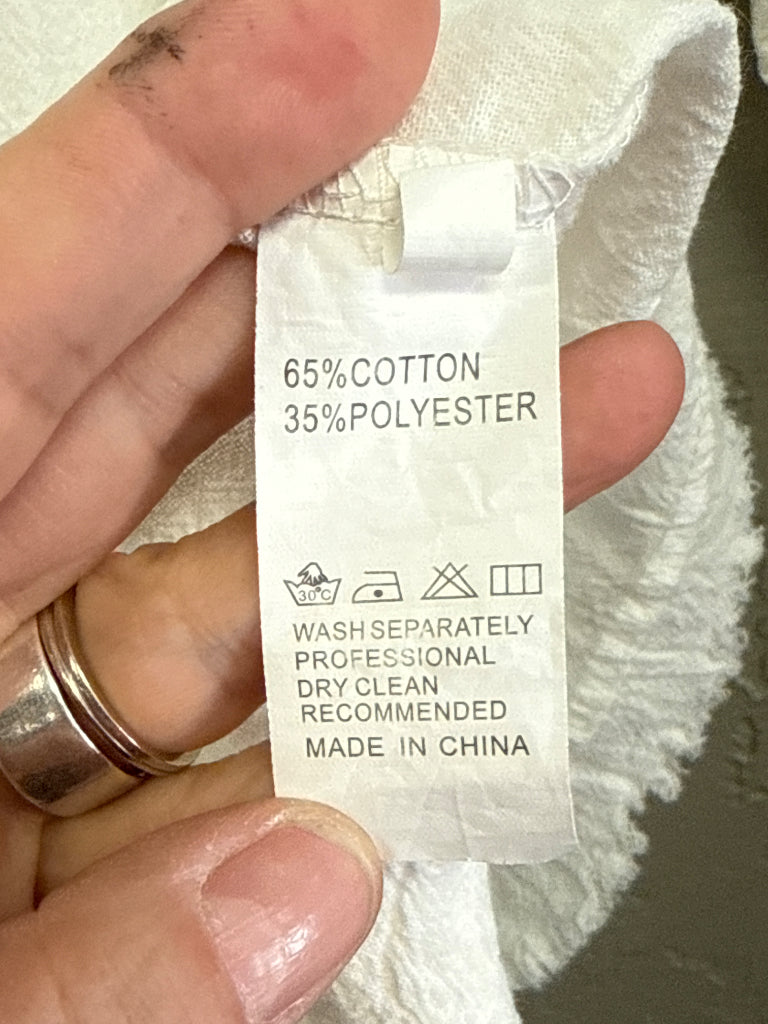 65%COTTON
35%POLYESTER
30°C
WASH SEPARATELY
PROFESSIONAL
DRY CLEAN
RECOMMENDED
MADE IN CHINA